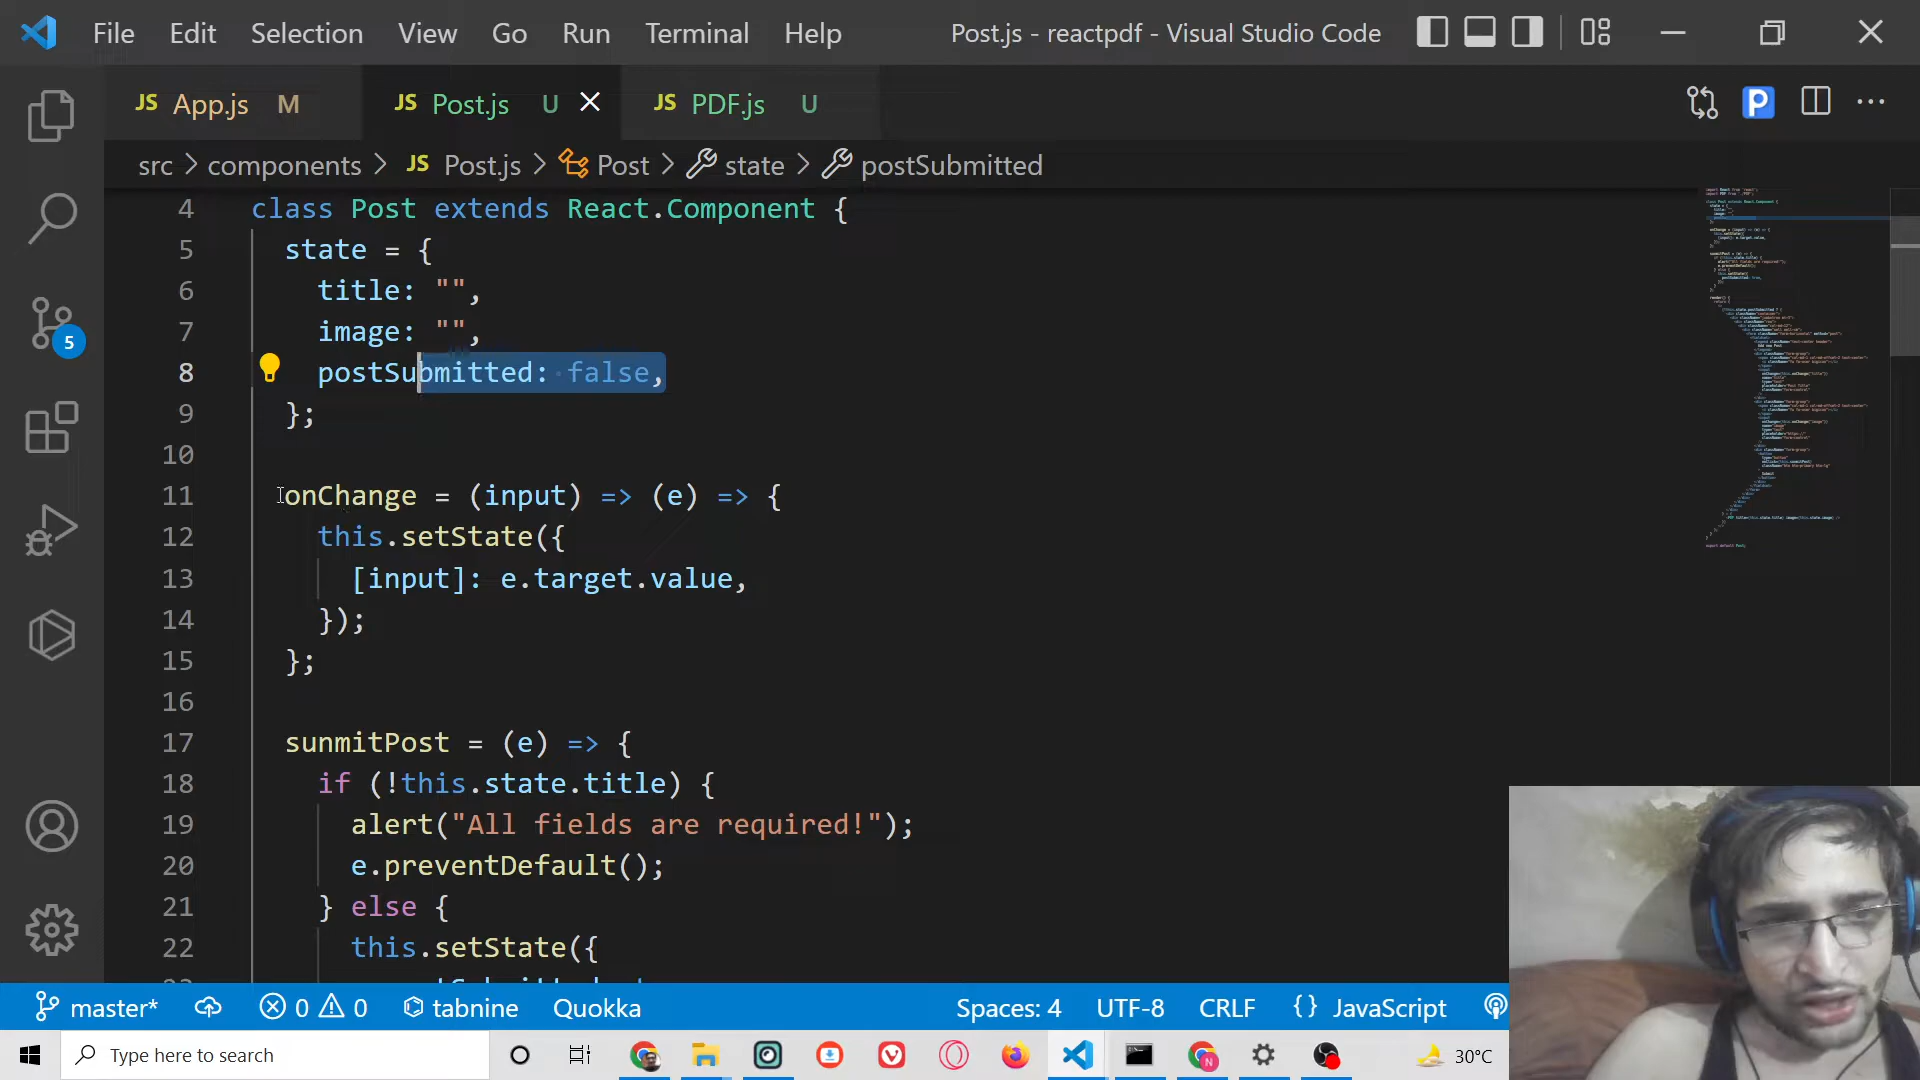 File Edit Selection View Go Run Terminal Help Post.js - reactpdf - Visual Studio Code
JS App.js M JS Post.js U JS PDF.js U P
src > components > JS Post.js > Post > state > postSubmitted
4 class Post extends React.Component {
5 state = {
6 title: "",
7 image: "",
8 postSubmitted: false,
9 };
10
11 onChange = (input) => (e) => {
12 this.setState({
13 [input]: e.target.value,
14 });
15 };
16
17 sunmitPost = (e) => {
18 if (!this.state.title) {
19 alert("All fields are required!");
20 e.preventDefault();
21 } else {
22 this.setState({
5
master* 0 0 tabnine Quokka Spaces: 4 UTF-8 CRLF {} JavaScript
Type here to search N 30°C